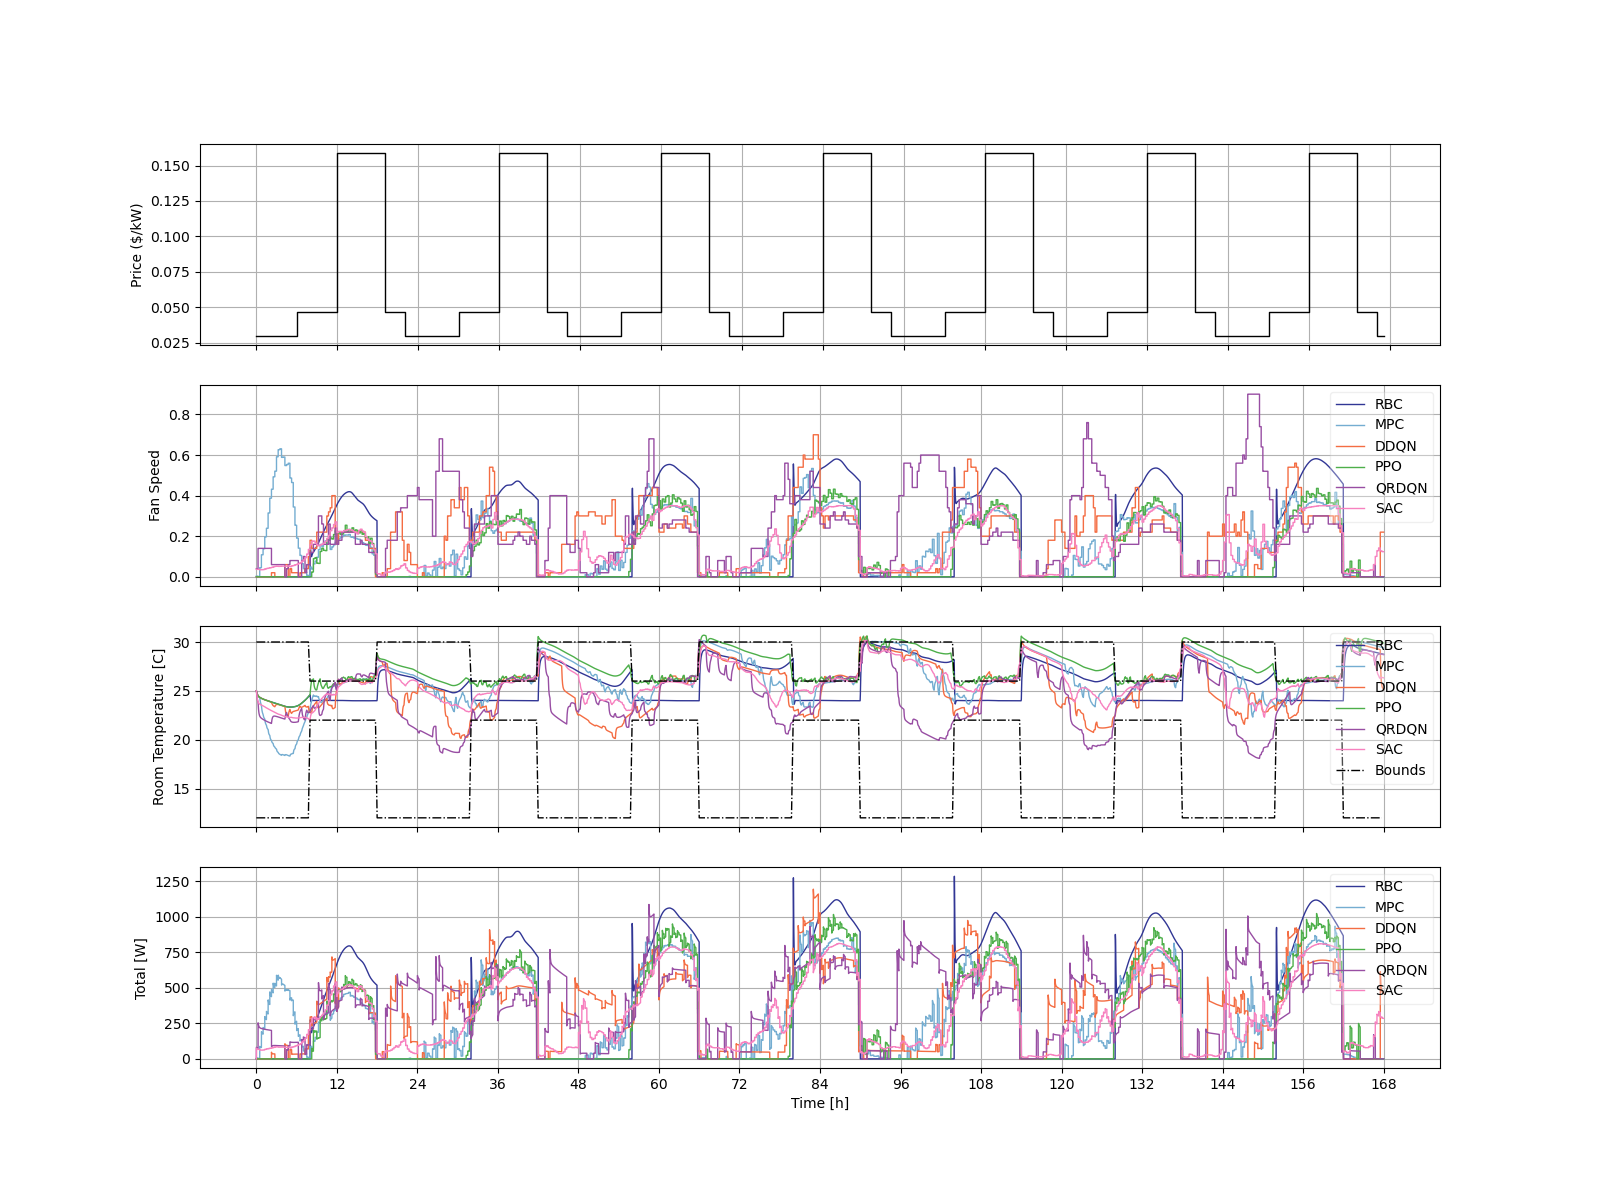 0.150
0.125
0.100
0.075
0.050
0.025
Price ($/kW)
0.8
0.6
0.4
0.2
0.0
Fan Speed
RBC
MPC
DDQN
PPO
QRDQN
SAC
30
25
20
15
Room Temperature [C]
RBC
MPC
DDQN
PPO
QRDQN
SAC
Bounds
1250
1000
750
500
250
0
Total [W]
RBC
MPC
DDQN
PPO
QRDQN
SAC
0 12 24 36 48 60 72 84 96 108 120 132 144 156 168
Time [h]